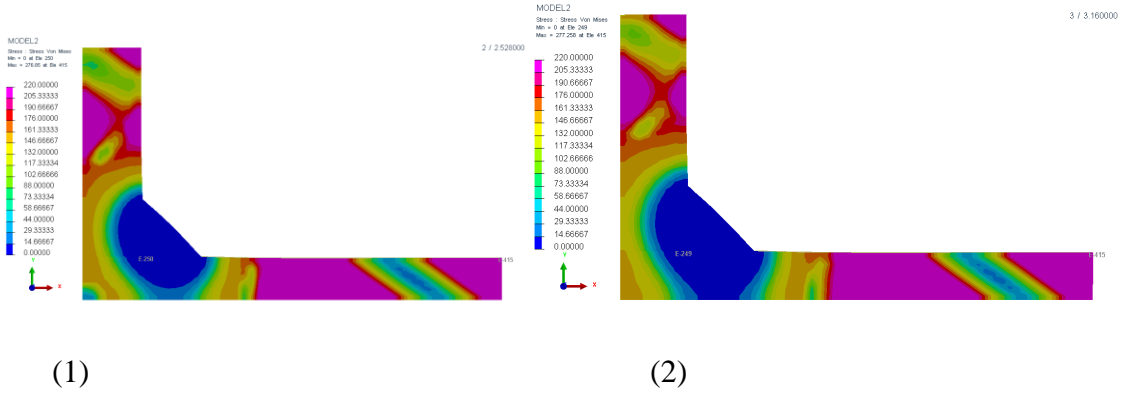 MODEL2
Stress : Stress Von Mises
Min = 0 at Ele 250
Max = 276.85 at Ele 415
2 / 2.528000
220.00000
205.33333
190.66667
176.00000
161.33333
146.66667
132.00000
117.33334
102.66666
88.00000
73.33334
58.66667
44.00000
29.33333
14.66667
0.00000
Y
X
E-250
415
(1)
MODEL2
Stress : Stress Von Mises
Min = 0 at Ele 249
Max = 277.258 at Ele 415
3 / 3.160000
220.00000
205.33333
190.66667
176.00000
161.33333
146.66667
132.00000
117.33334
102.66666
88.00000
73.33334
58.66667
44.00000
29.33333
14.66667
0.00000
Y
X
E-249
415
(2)